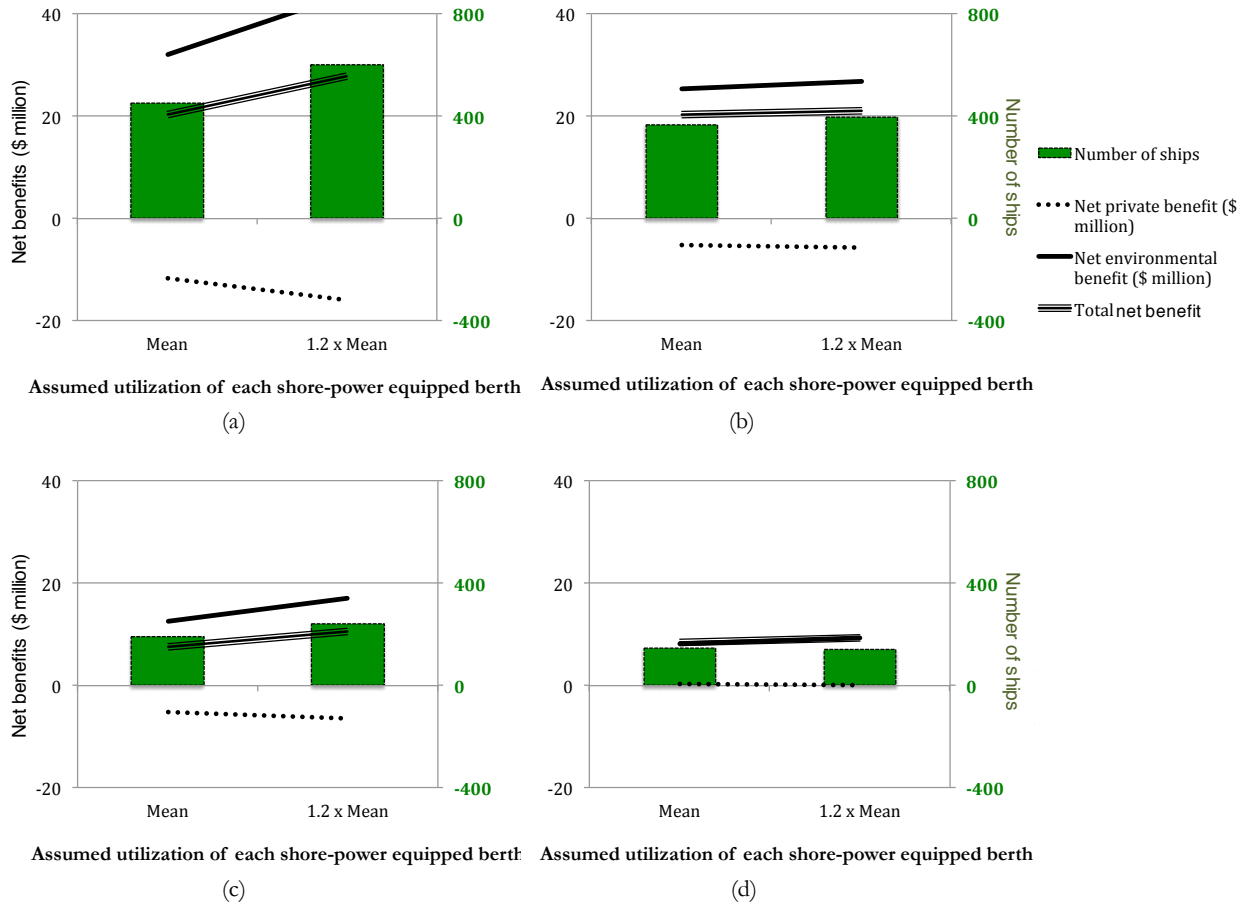 40
20
0
-20
Net benefits ($ million)
800
400
0
-400
Mean
1.2 x Mean
Assumed utilization of each shore-power equipped berth
(a)
40
20
0
-20
800
400
0
-400
Number of ships
Mean
1.2 x Mean
Assumed utilization of each shore-power equipped berth
(b)
Number of ships
Net private benefit ($
million)
Net environmental
benefit ($ million)
Total net benefit
40
20
0
-20
Net benefits ($ million)
800
400
0
-400
Mean
1.2 x Mean
Assumed utilization of each shore-power equipped berth
(c)
40
20
0
-20
800
400
0
-400
Number of ships
Mean
1.2 x Mean
Assumed utilization of each shore-power equipped berth
(d)